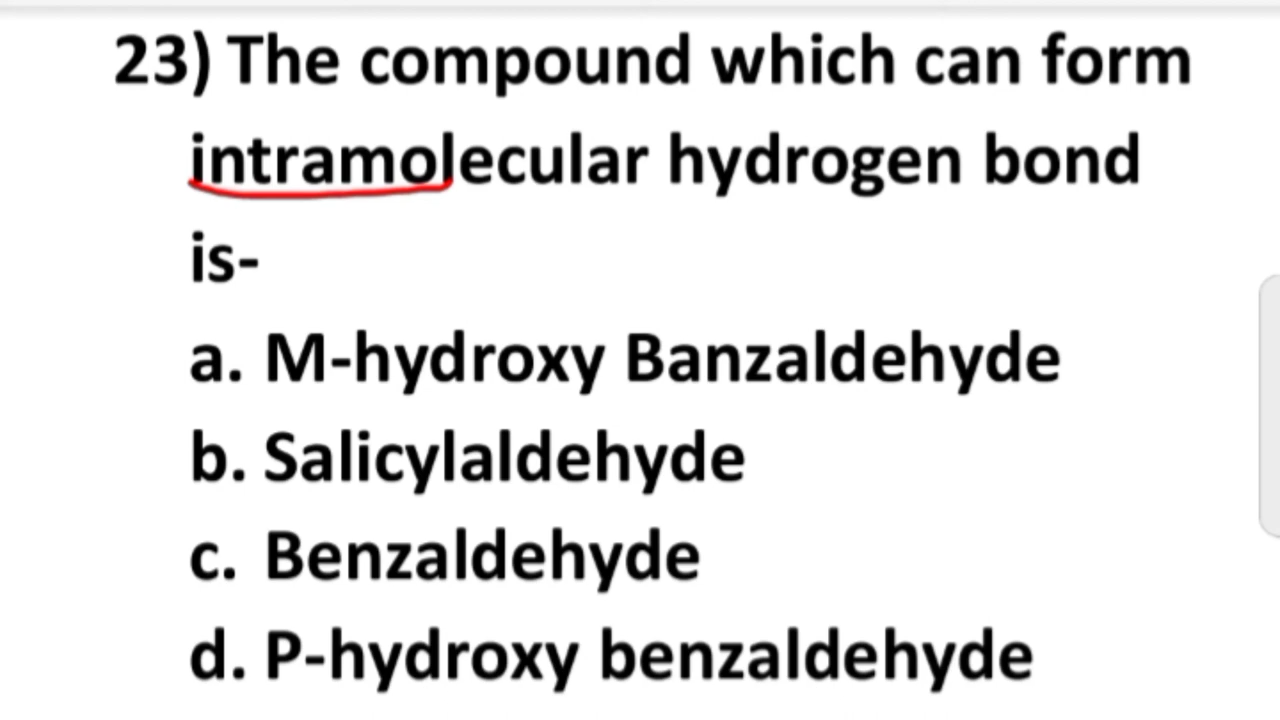 23) The compound which can form
intramolecular hydrogen bond
is-
a. M-hydroxy Banzaldehyde
b. Salicylaldehyde
c. Benzaldehyde
d. P-hydroxy benzaldehyde